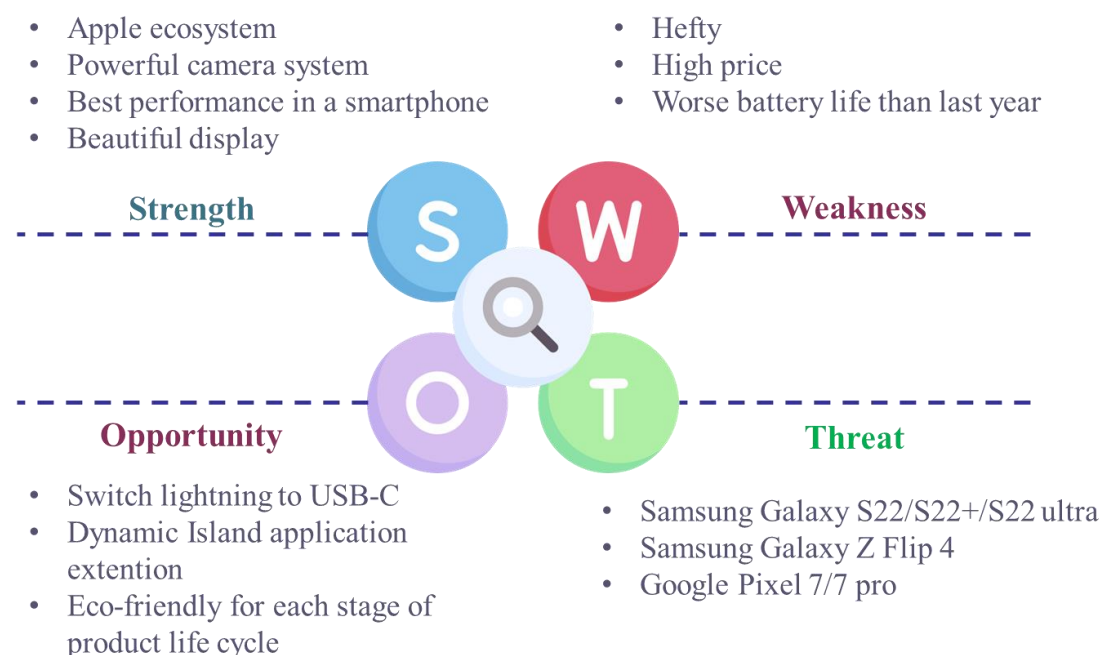 • Apple ecosystem
• Powerful camera system
• Best performance in a smartphone
• Beautiful display
Strength
• Hefty
• High price
• Worse battery life than last year
Weakness
S
W
O
T
Opportunity
• Switch lightning to USB-C
• Dynamic Island application
extention
• Eco-friendly for each stage of
product life cycle
Threat
• Samsung Galaxy S22/S22+/S22 ultra
• Samsung Galaxy Z Flip 4
• Google Pixel 7/7 pro